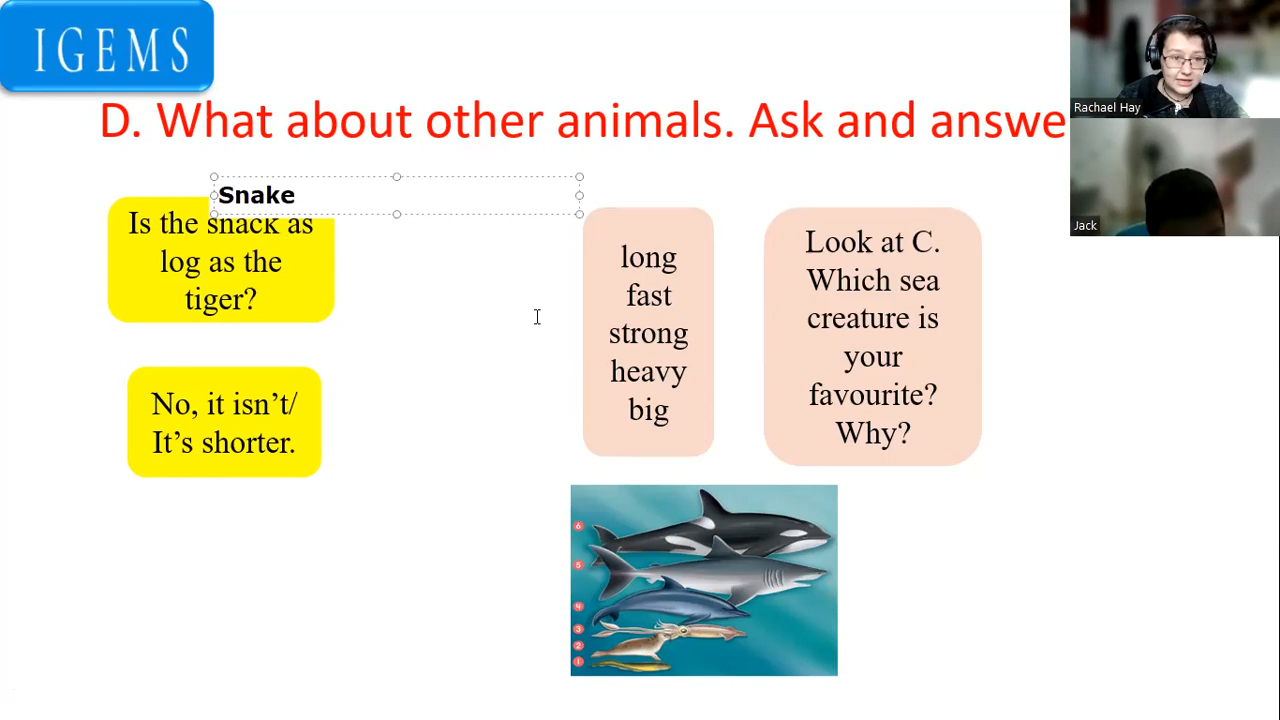 IGEMS
D. What about other animals. Ask and answe
Rachael Hay
Jack
Snake
Is the snack as
log as the
tiger?
No, it isn’t/
It’s shorter.
long
fast
strong
heavy
big
Look at C.
Which sea
creature is
your
favourite?
Why?
6
5
4
3
2
1